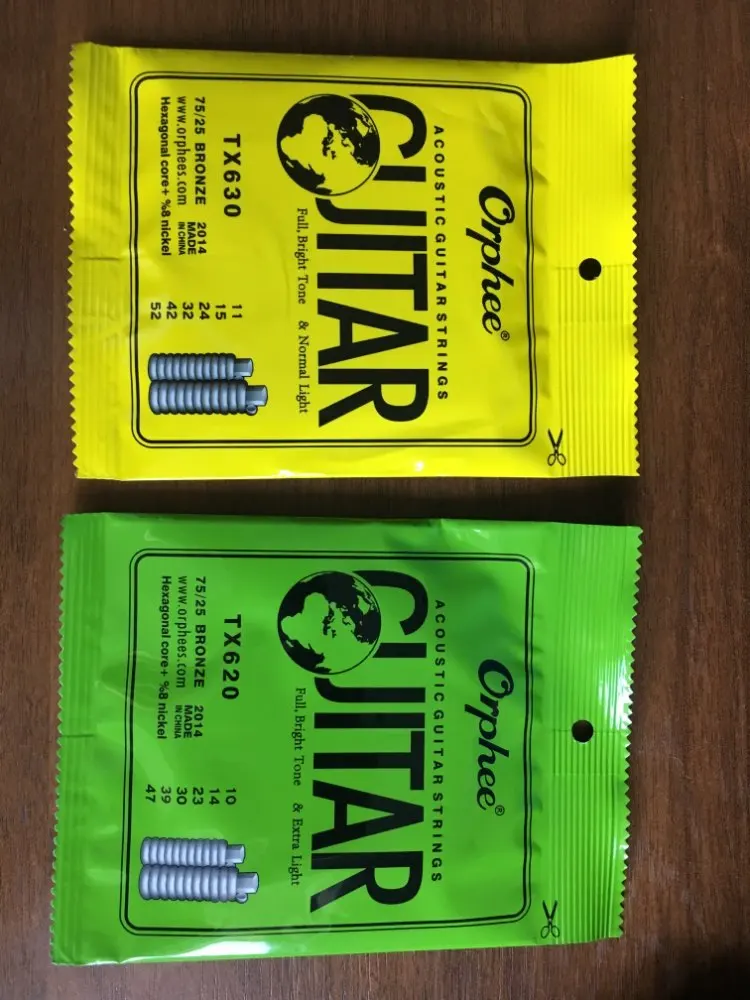 Orphee®
ACOUSTIC GUITAR STRINGS
GUITAR
Full, Bright Tone & Normal Light
TX630
11
15
75/25 BRONZE 2014 24
www.orphees.com MADE IN CHINA 32
Hexagonal core+ %8 nickel 42
52
Orphee®
ACOUSTIC GUITAR STRINGS
GUITAR
Full, Bright Tone & Extra Light
TX620
10
14
75/25 BRONZE 2014 23
www.orphees.com MADE IN CHINA 30
Hexagonal core+ %8 nickel 39
47